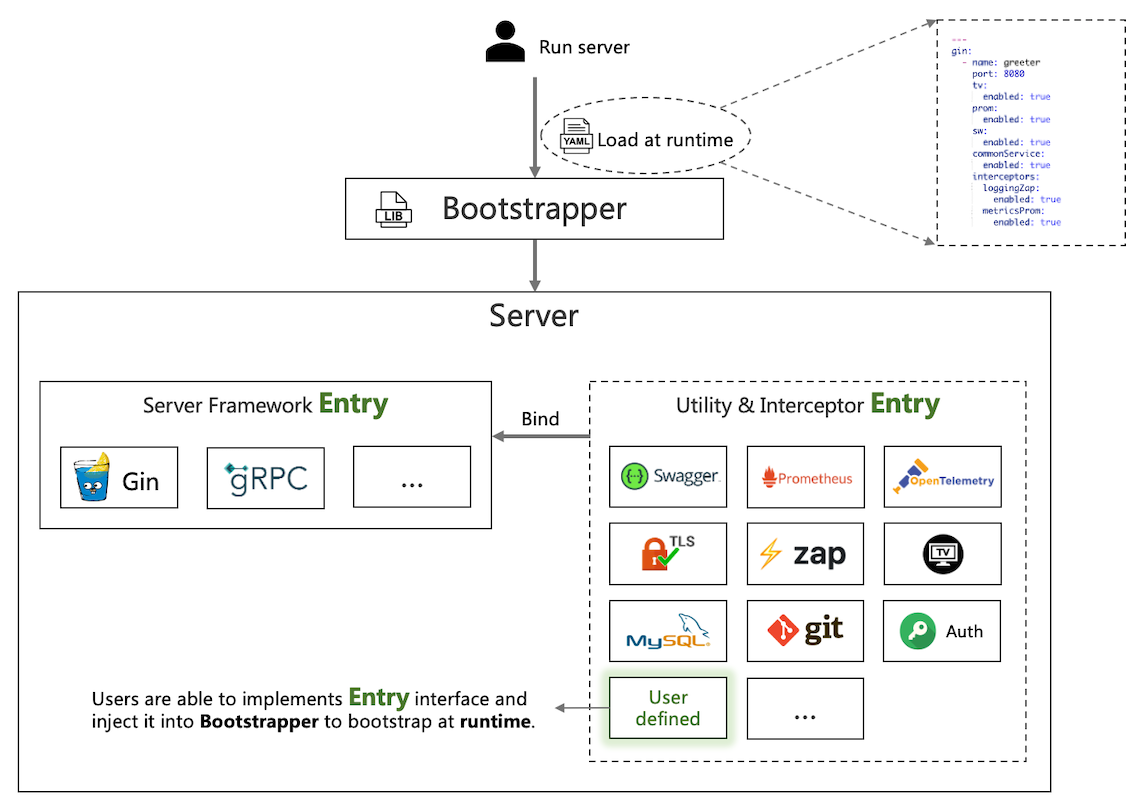 Run server
YAML
Load at runtime
---
gin:
- name: greeter
port: 8080
tv:
enabled: true
prom:
enabled: true
sw:
enabled: true
commonService:
enabled: true
interceptors:
loggingZap:
enabled: true
metricsProm:
enabled: true
LIB
Bootstrapper
Server
Server Framework Entry
Gin
gRPC
...
Bind
Utility & Interceptor Entry
{··}
Swagger
Prometheus
OpenTelemetry
TLS
zap
TV
MySQL
git
Auth
User
defined
...
Users are able to implements Entry interface and
inject it into Bootstrapper to bootstrap at runtime.